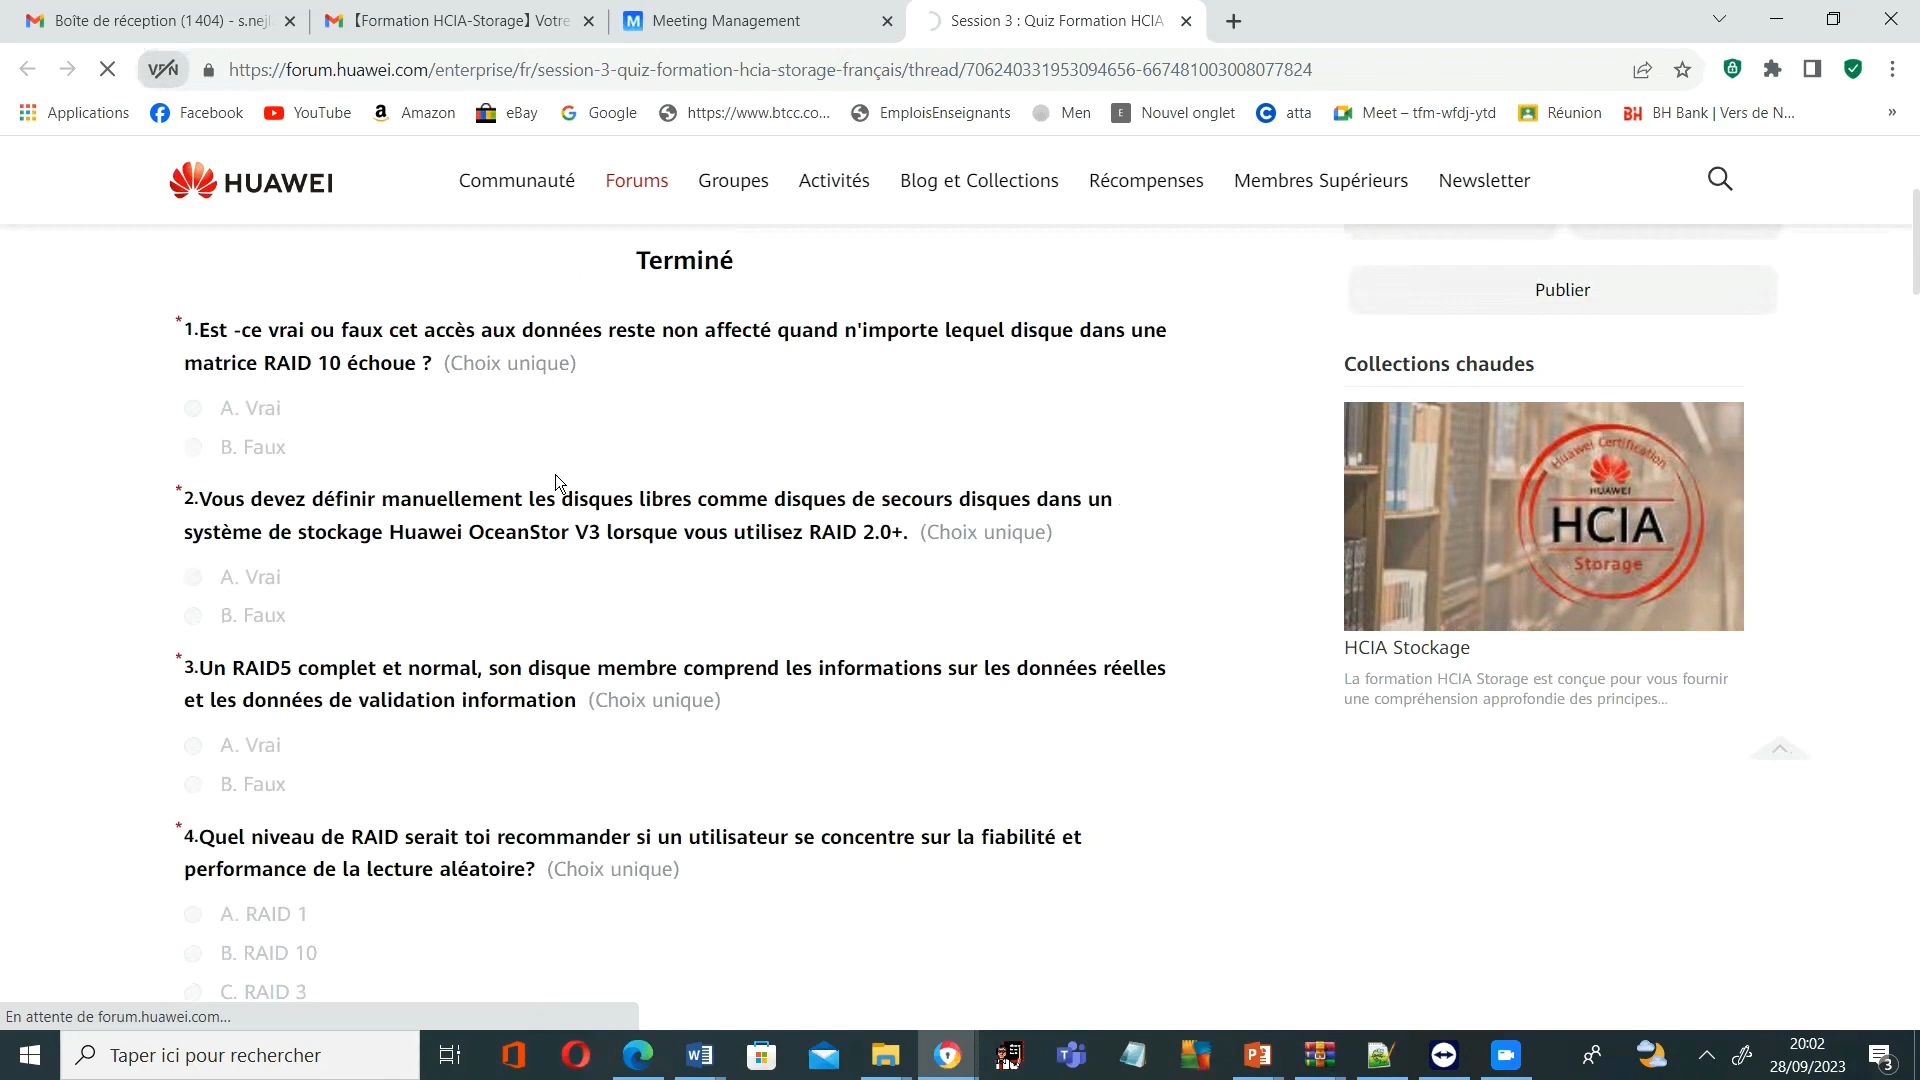 Boîte de réception (1 404) - s.nejl
【Formation HCIA-Storage】Votre
Meeting Management
Session 3 : Quiz Formation HCIA
VPN
https://forum.huawei.com/enterprise/fr/session-3-quiz-formation-hcia-storage-français/thread/706240331953094656-667481003008077824
Applications
Facebook
YouTube
Amazon
eBay
Google
https://www.btcc.co...
EmploisEnseignants
Men
Nouvel onglet
atta
Meet – tfm-wfdj-ytd
Réunion
BH Bank | Vers de N...
»
HUAWEI
Communauté
Forums
Groupes
Activités
Blog et Collections
Récompenses
Membres Supérieurs
Newsletter
Terminé
*1.Est -ce vrai ou faux cet accès aux données reste non affecté quand n'importe lequel disque dans une
matrice RAID 10 échoue ? (Choix unique)
A. Vrai
B. Faux
*2.Vous devez définir manuellement les disques libres comme disques de secours disques dans un
système de stockage Huawei OceanStor V3 lorsque vous utilisez RAID 2.0+. (Choix unique)
A. Vrai
B. Faux
*3.Un RAID5 complet et normal, son disque membre comprend les informations sur les données réelles
et les données de validation information (Choix unique)
A. Vrai
B. Faux
*4.Quel niveau de RAID serait toi recommander si un utilisateur se concentre sur la fiabilité et
performance de la lecture aléatoire? (Choix unique)
A. RAID 1
B. RAID 10
C. RAID 3
Publier
Collections chaudes
Huawei Certification
HUAWEI
HCIA
Storage
HCIA Stockage
La formation HCIA Storage est conçue pour vous fournir
une compréhension approfondie des principes...
En attente de forum.huawei.com...
Taper ici pour rechercher
20:02
28/09/2023
3